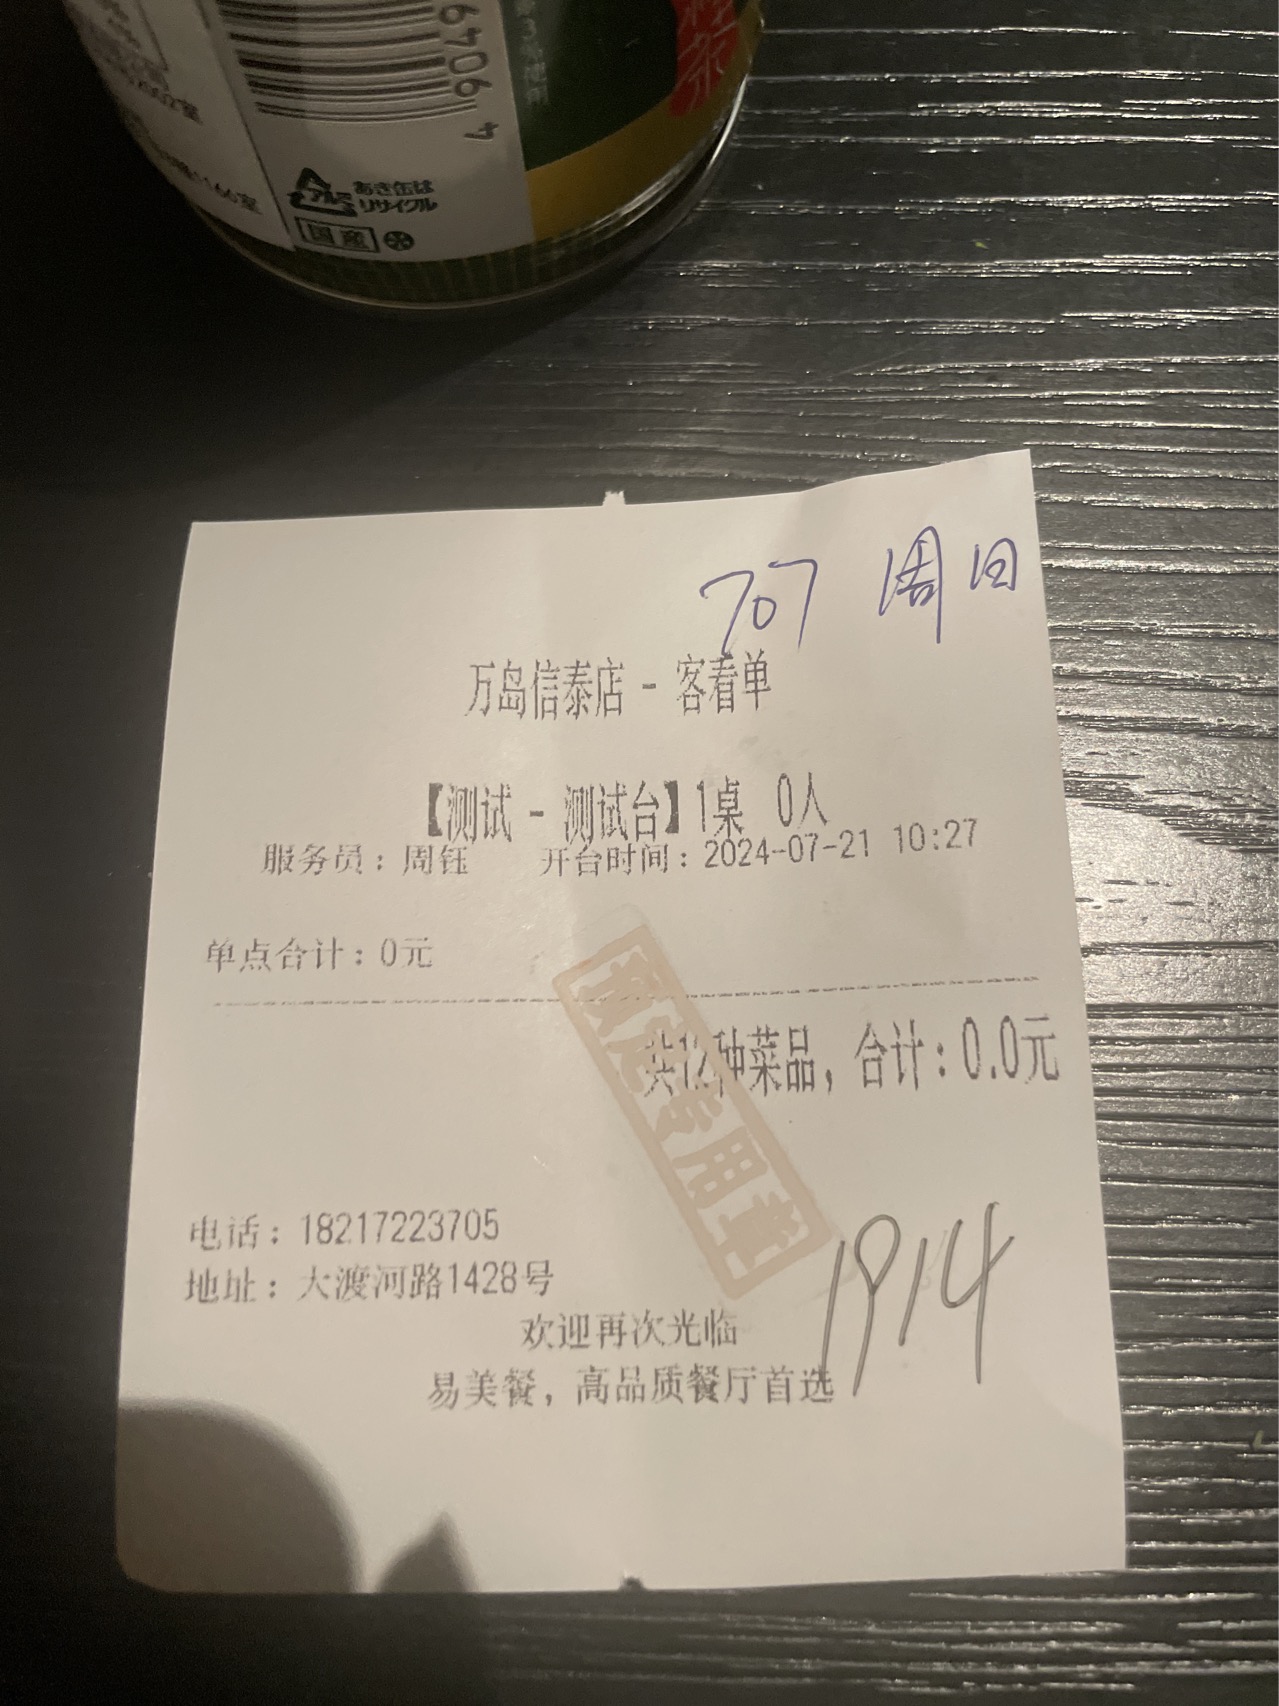 4906
アルミ
あき缶は
リサイクル
国産
707 周日
万岛信泰店 - 客看单
【测试 - 测试台】1桌 0人
服务员：周钰 开台时间：2024-07-21 10:27
单点合计：0元
共12种菜品，合计：0.0元
预定专用章
电话：18217223705
地址：大渡河路1428号
1914
欢迎再次光临
易美餐，高品质餐厅首选